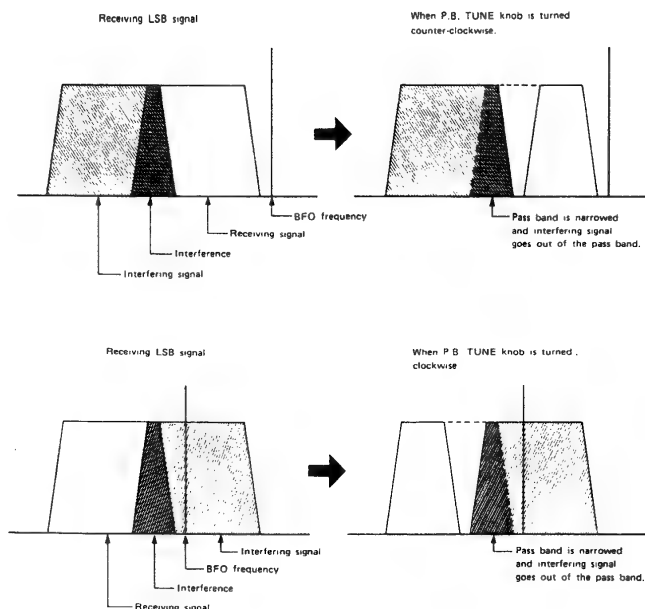 Receiving LSB signal
When P.B. TUNE knob is turned
counter-clockwise.
BFO frequency
Receiving signal
Interference
Interfering signal
Pass band is narrowed
and interfering signal
goes out of the pass band.
Receiving LSB signal
When P B TUNE knob is turned.
clockwise
Interfering signal
BFO frequency
Interference
Receiving signal
Pass band is narrowed
and interfering signal
goes out of the pass band.